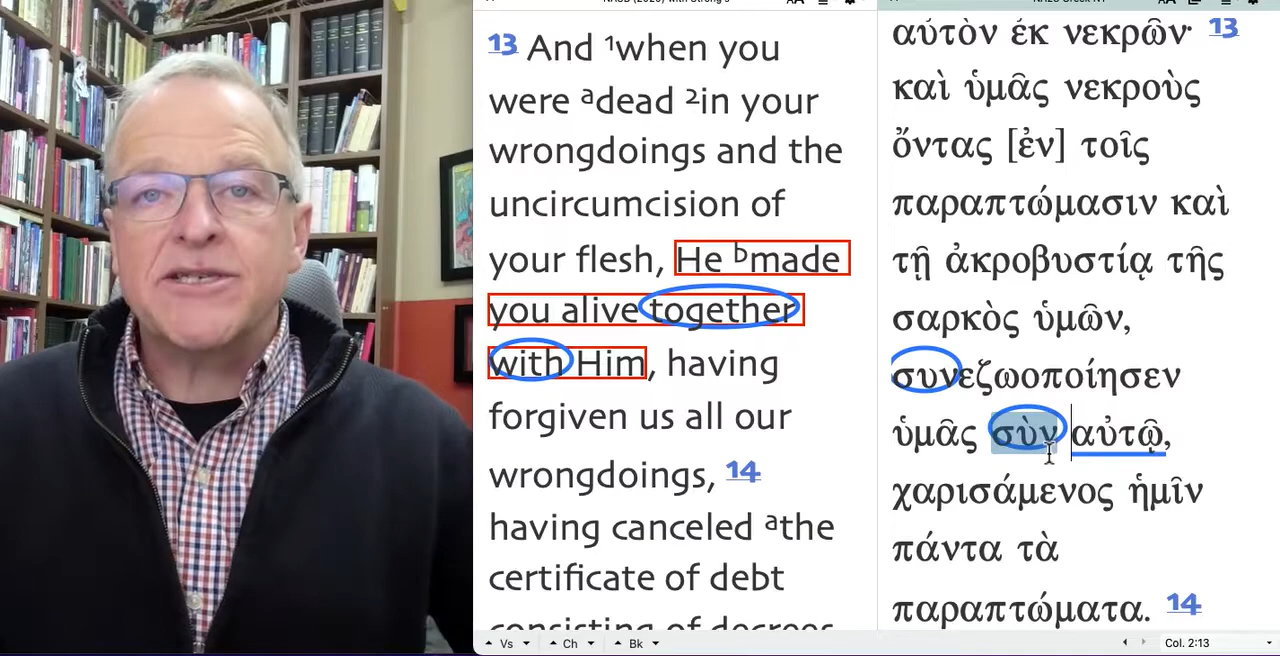 13 And ¹when you
were ᵃdead ²in your
wrongdoings and the
uncircumcision of
your flesh, He ᵇmade
you alive together
with Him, having
forgiven us all our
wrongdoings, 14
having canceled ᵃthe
certificate of debt
consisting of decrees
Vs Ch Bk
αὐτὸν ἐκ νεκρῶν· 13
καὶ ὑμᾶς νεκροὺς
ὄντας [ἐν] τοῖς
παραπτώμασιν καὶ
τῇ ἀκροβυστίᾳ τῆς
σαρκὸς ὑμῶν,
συνεζωοποίησεν
ὑμᾶς σὺν αὐτῷ,
χαρισάμενος ἡμῖν
πάντα τὰ
παραπτώματα. 14
Col. 2:13